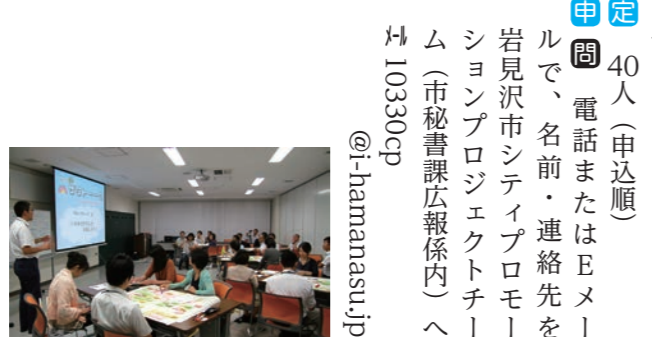 定 40人（申込順）
申 問 電話またはEメー
ルで、名前・連絡先を
岩見沢市シティプロモー
ションプロジェクトチー
ム（市秘書課広報係内）へ
ﾒｰﾙ 10330cp
@i-hamanasu.jp